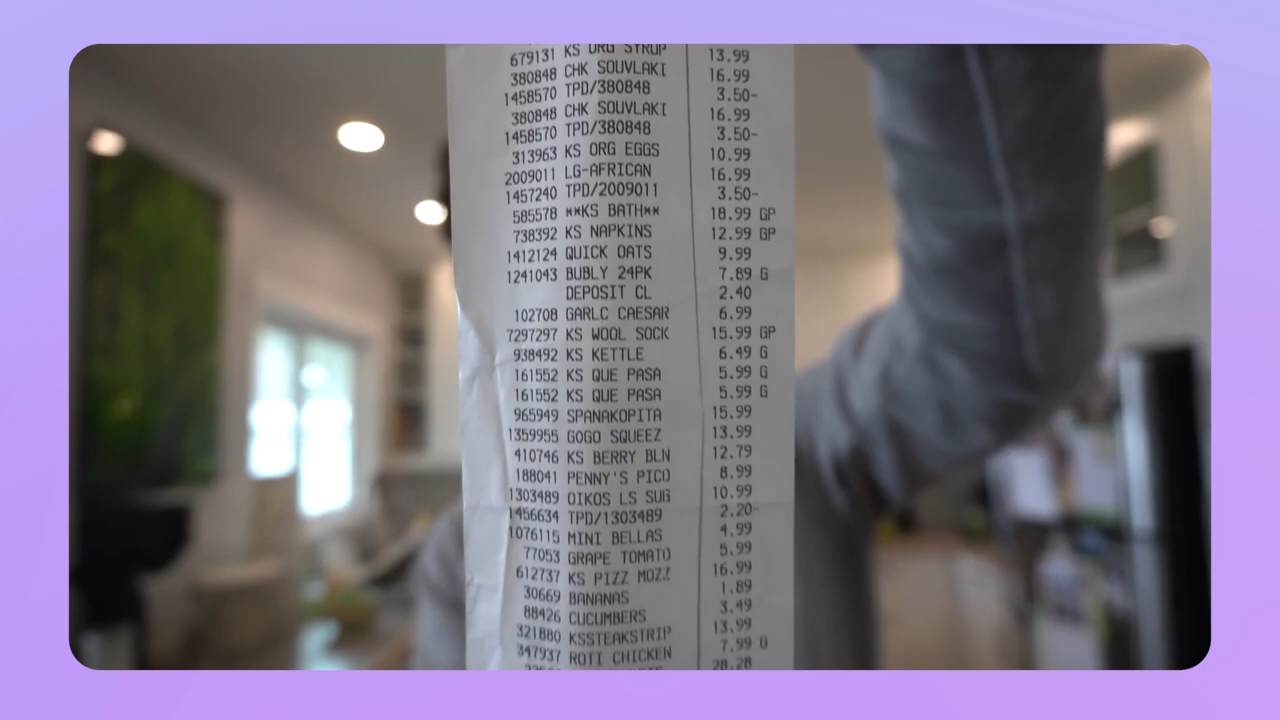 679131 KS ORG SYRUP 13.99
380848 CHK SOUVLAKI 16.99
1458570 TPD/380848 3.50-
380848 CHK SOUVLAKI 16.99
1458570 TPD/380848 3.50-
313963 KS ORG EGGS 10.99
2009011 LG-AFRICAN 16.99
1457240 TPD/2009011 3.50-
585578 **KS BATH** 18.99 GP
738392 KS NAPKINS 12.99 GP
1412124 QUICK OATS 9.99
1241043 BUBLY 24PK 7.89 G
DEPOSIT CL 2.40
102708 GARLC CAESAR 6.99
7297297 KS WOOL SOCK 15.99 GP
938492 KS KETTLE 6.49 G
161552 KS QUE PASA 5.99 G
161552 KS QUE PASA 5.99 G
965949 SPANAKOPITA 15.99
1359955 GOGO SQUEEZ 13.99
410746 KS BERRY BLN 12.79
188041 PENNY'S PICO 8.99
1303489 OIKOS LS SUG 10.99
1456634 TPD/1303489 2.20-
1076115 MINI BELLAS 4.99
77053 GRAPE TOMATO 5.99
612737 KS PIZZ MOZZ 16.99
30669 BANANAS 1.89
88426 CUCUMBERS 3.49
321880 KSSTEAKSTRIP 13.99
347937 ROTI CHICKEN 7.99 G
28.28